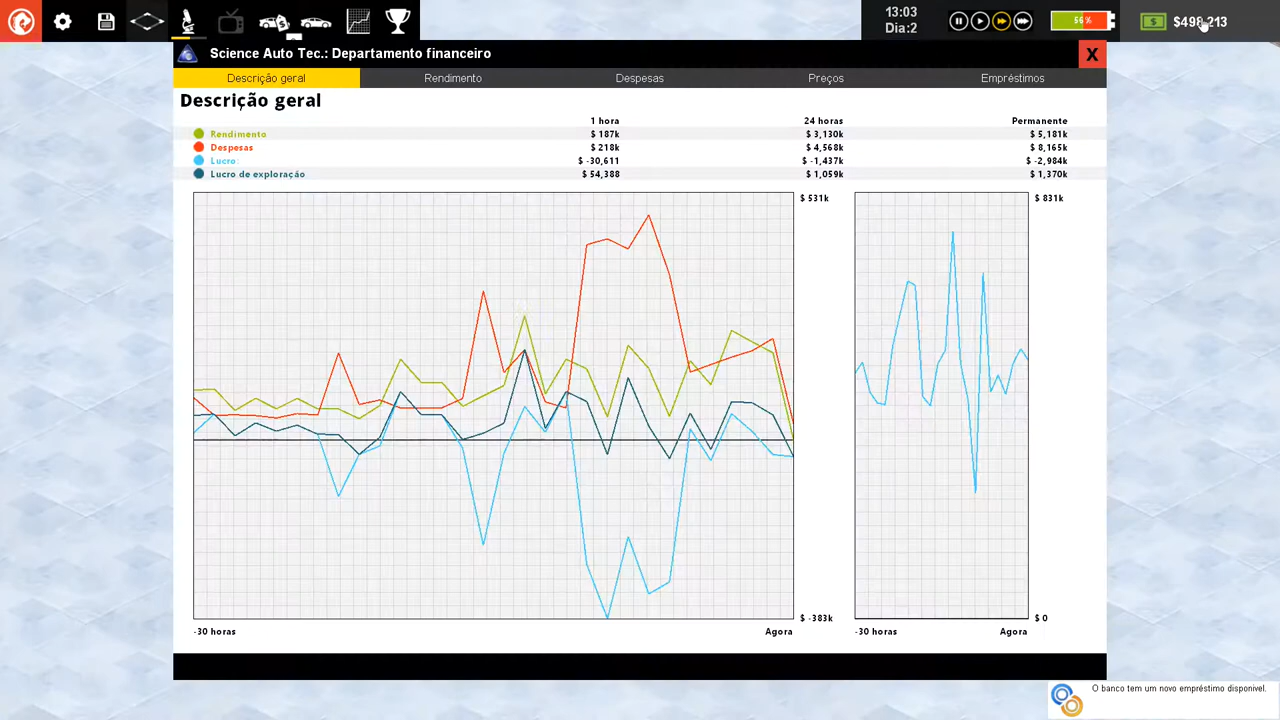 13:03
Dia:2
56%
$498,213
Science Auto Tec.: Departamento financeiro
X
Descrição geral Rendimento Despesas Preços Empréstimos
Descrição geral
1 hora 24 horas Permanente
Rendimento $ 187k $ 3,130k $ 5,181k
Despesas $ 218k $ 4,568k $ 8,165k
Lucro: $ -30,611 $ -1,437k $ -2,984k
Lucro de exploração $ 54,388 $ 1,059k $ 1,370k
$ 531k $ 831k
$ -383k $ 0
-30 horas Agora -30 horas Agora
O banco tem um novo empréstimo disponivel.